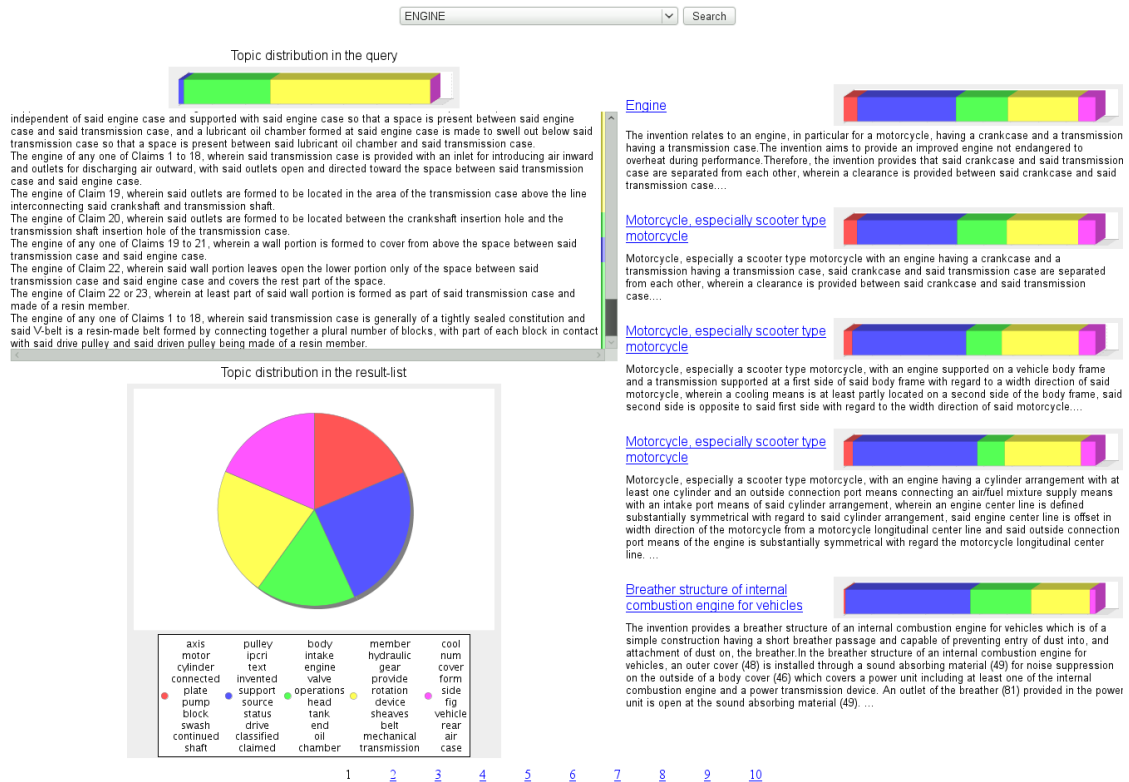 ENGINE
Search
Topic distribution in the query
independent of said engine case and supported with said engine case so that a space is present between said engine
case and said transmission case, and a lubricant oil chamber formed at said engine case is made to swell out below said
transmission case so that a space is present between said lubricant oil chamber and said transmission case.
The engine of any one of Claims 1 to 18, wherein said transmission case is provided with an inlet for introducing air inward
and outlets for discharging air outward, with said outlets open and directed toward the space between said transmission
case and said engine case.
The engine of Claim 19, wherein said outlets are formed to be located in the area of the transmission case above the line
interconnecting said crankshaft and transmission shaft.
The engine of Claim 20, wherein said outlets are formed to be located between the crankshaft insertion hole and the
transmission shaft insertion hole of the transmission case.
The engine of any one of Claims 19 to 21, wherein a wall portion is formed to cover from above the space between said
transmission case and said engine case.
The engine of Claim 22, wherein said wall portion leaves open the lower portion only of the space between said
transmission case and said engine case and covers the rest part of the space.
The engine of Claim 22 or 23, wherein at least part of said wall portion is formed as part of said transmission case and
made of a resin member.
The engine of any one of Claims 1 to 18, wherein said transmission case is generally of a tightly sealed constitution and
said V-belt is a resin-made belt formed by connecting together a plural number of blocks, with part of each block in contact
with said drive pulley and said driven pulley being made of a resin member.
Topic distribution in the result-list
axis pulley body member cool
motor ipcri intake hydraulic num
cylinder text engine gear cover
connected invented valve provide form
plate support operations rotation side
pump source head device fig
block status tank sheaves vehicle
swash drive end belt rear
continued classified oil mechanical air
shaft claimed chamber transmission case
Engine
The invention relates to an engine, in particular for a motorcycle, having a crankcase and a transmission
having a transmission case.The invention aims to provide an improved engine not endangered to
overheat during performance.Therefore, the invention provides that said crankcase and said transmission
case are separated from each other, wherein a clearance is provided between said crankcase and said
transmission case....
Motorcycle, especially scooter type
motorcycle
Motorcycle, especially a scooter type motorcycle with an engine having a crankcase and a
transmission having a transmission case, said crankcase and said transmission case are separated
from each other, wherein a clearance is provided between said crankcase and said transmission
case....
Motorcycle, especially scooter type
motorcycle
Motorcycle, especially a scooter type motorcycle, with an engine supported on a vehicle body frame
and a transmission supported at a first side of said body frame with regard to a width direction of said
motorcycle, wherein a cooling means is at least partly located on a second side of the body frame, said
second side is opposite to said first side with regard to the width direction of said motorcycle....
Motorcycle, especially scooter type
motorcycle
Motorcycle, especially a scooter type motorcycle, with an engine having a cylinder arrangement with at
least one cylinder and an outside connection port means connecting an air/fuel mixture supply means
with an intake port means of said cylinder arrangement, wherein an engine center line is defined
substantially symmetrical with regard to said cylinder arrangement, said engine center line is offset in
width direction of the motorcycle from a motorcycle longitudinal center line and said outside connection
port means of the engine is substantially symmetrical with regard the motorcycle longitudinal center
line. ...
Breather structure of internal
combustion engine for vehicles
The invention provides a breather structure of an internal combustion engine for vehicles which is of a
simple construction having a short breather passage and capable of preventing entry of dust into, and
attachment of dust on, the breather.In the breather structure of an internal combustion engine for
vehicles, an outer cover (48) is installed through a sound absorbing material (49) for noise suppression
on the outside of a body cover (46) which covers a power unit including at least one of the internal
combustion engine and a power transmission device. An outlet of the breather (81) provided in the power
unit is open at the sound absorbing material (49). ...
1 2 3 4 5 6 7 8 9 10